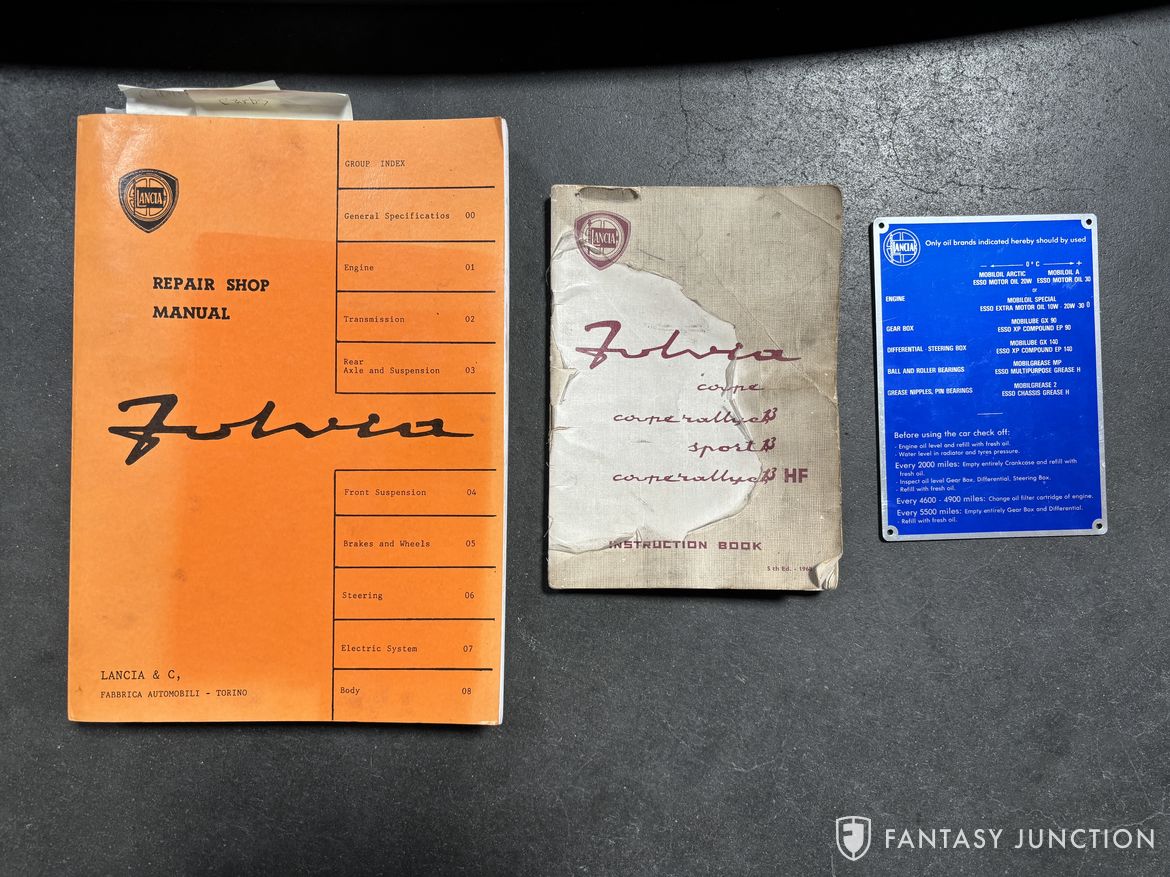 Carbs
LANCIA
REPAIR SHOP
MANUAL
Fulvia
LANCIA & C,
FABBRICA AUTOMOBILI - TORINO
GROUP INDEX
General Specificatios 00
Engine 01
Transmission 02
Rear
Axle and Suspension 03
Front Suspension 04
Brakes and Wheels 05
Steering 06
Electric System 07
Body 08
LANCIA
Fulvia
coupe
coupe rallye 1,3
sport 1,3
coupe rallye 1,3 HF
INSTRUCTION BOOK
5 th Ed. - 196
LANCIA
Only oil brands indicated hereby should by used
- 0° C +
MOBILOIL ARCTIC MOBILOIL A
ESSO MOTOR OIL 20W ESSO MOTOR OIL 30
or
ENGINE MOBILOIL SPECIAL
ESSO EXTRA MOTOR OIL 10W - 20W -30 0
GEAR BOX MOBILUBE GX 90
ESSO XP COMPOUND EP 90
DIFFERENTIAL - STEERING BOX MOBILUBE GX 140
ESSO XP COMPOUND EP 140
BALL AND ROLLER BEARINGS MOBILGREASE MP
ESSO MULTIPURPOSE GREASE H
GREASE NIPPLES, PIN BEARINGS MOBILGREASE 2
ESSO CHASSIS GREASE H
Before using the car check off:
- Engine oil level and refill with fresh oil.
- Water level in radiator and tyres pressure.
Every 2000 miles: Empty entirely Crankcase and refill with
fresh oil.
- Inspect oil level Gear Box, Differential, Steering Box.
- Refill with fresh oil.
Every 4600 - 4900 miles: Change oil filter cartridge of engine.
Every 5500 miles: Empty entirely Gear Box and Differential.
- Refill with fresh oil.
FANTASY JUNCTION